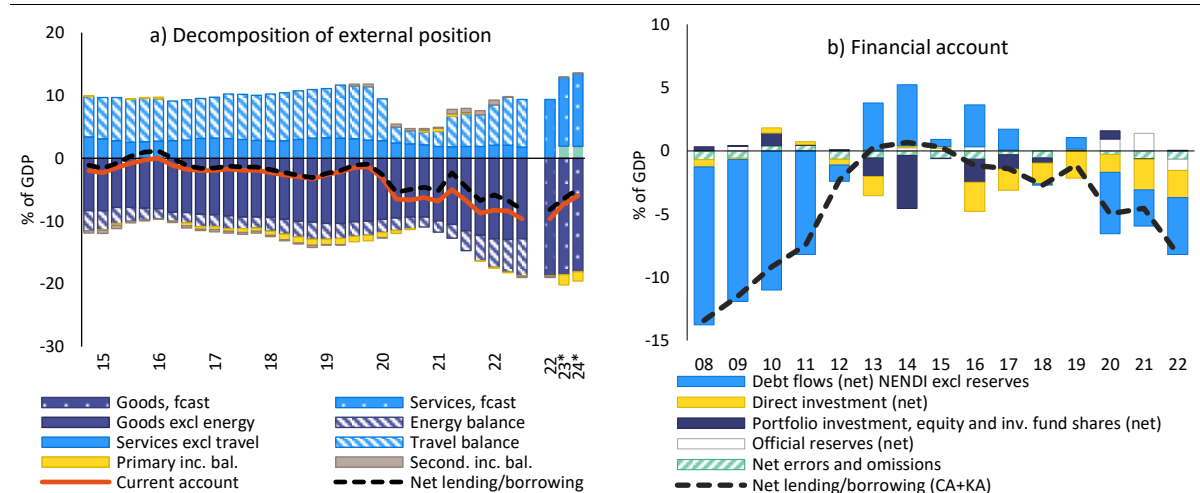 a) Decomposition of external position
% of GDP
20
10
0
-10
-20
-30
15 16 17 18 19 20 21 22 22 23* 24*
Goods, fcast Services, fcast
Goods excl energy Energy balance
Services excl travel Travel balance
Primary inc. bal. Second. inc. bal.
Current account Net lending/borrowing
b) Financial account
% of GDP
10
5
0
-5
-10
-15
08 09 10 11 12 13 14 15 16 17 18 19 20 21 22
Debt flows (net) NENDI excl reserves
Direct investment (net)
Portfolio investment, equity and inv. fund shares (net)
Official reserves (net)
Net errors and omissions
Net lending/borrowing (CA+KA)